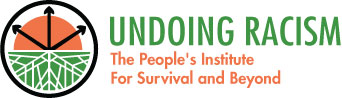 UNDOING RACISM
The People's Institute
For Survival and Beyond